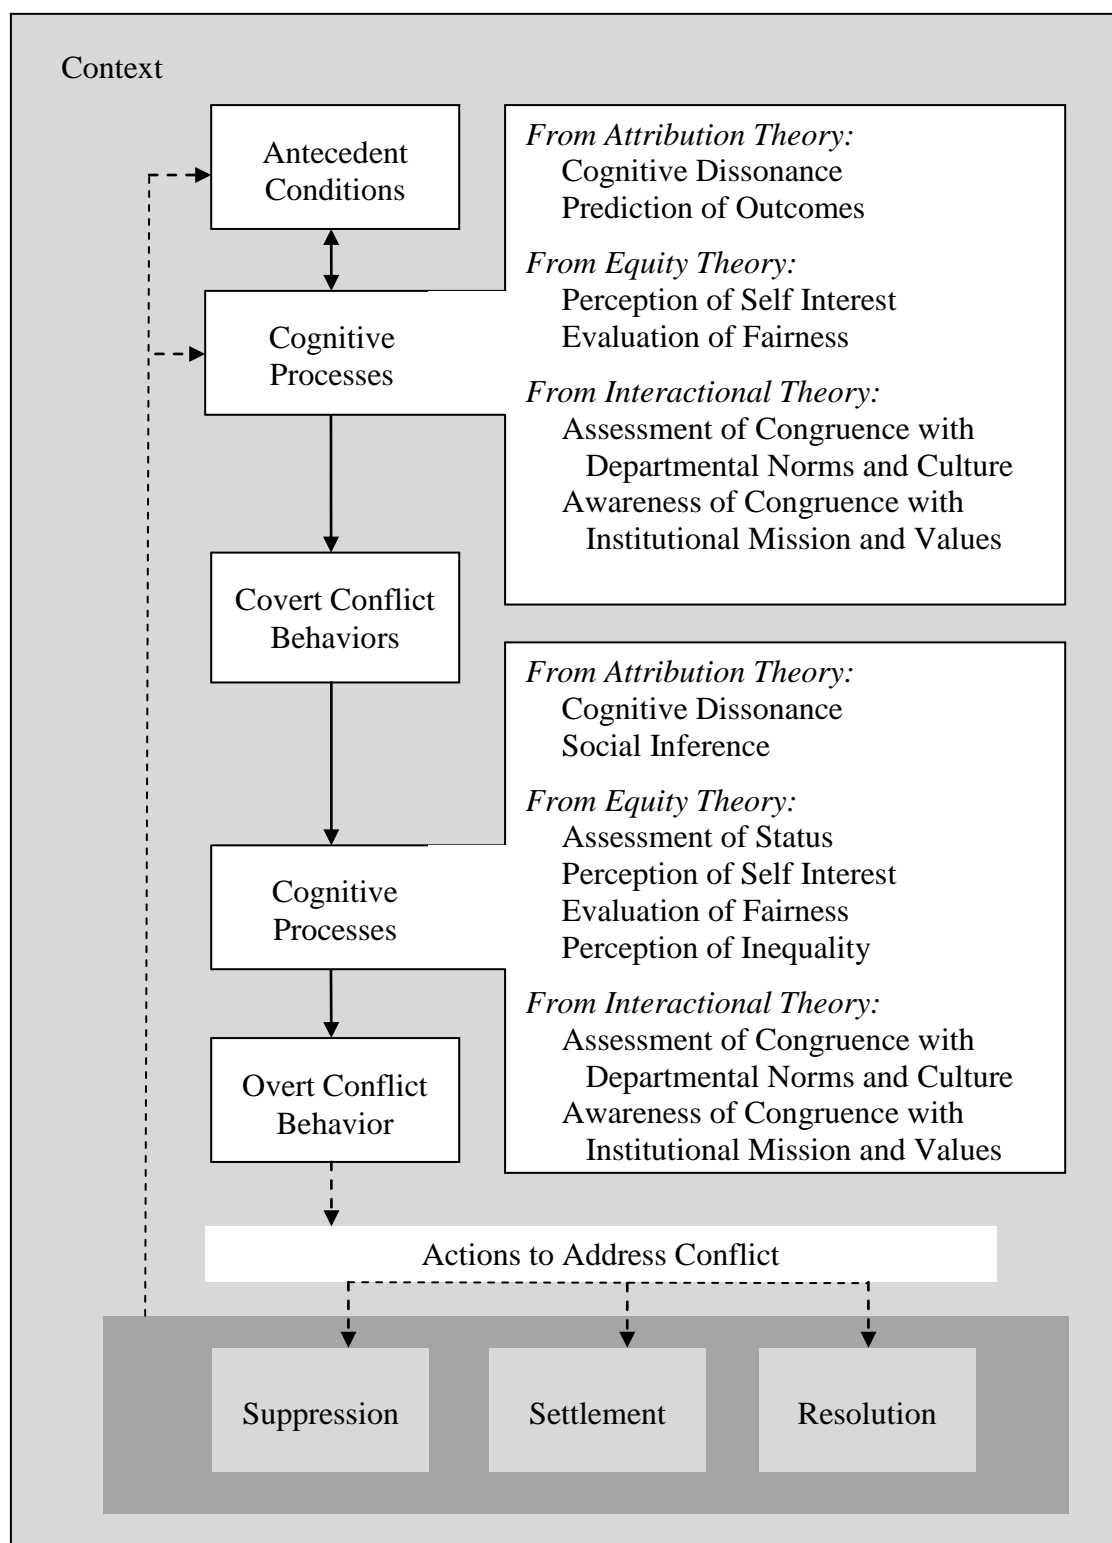 Context
Antecedent
Conditions
From Attribution Theory:
Cognitive Dissonance
Prediction of Outcomes
From Equity Theory:
Perception of Self Interest
Evaluation of Fairness
From Interactional Theory:
Assessment of Congruence with
Departmental Norms and Culture
Awareness of Congruence with
Institutional Mission and Values
Cognitive
Processes
Covert Conflict
Behaviors
From Attribution Theory:
Cognitive Dissonance
Social Inference
From Equity Theory:
Assessment of Status
Perception of Self Interest
Evaluation of Fairness
Perception of Inequality
From Interactional Theory:
Assessment of Congruence with
Departmental Norms and Culture
Awareness of Congruence with
Institutional Mission and Values
Cognitive
Processes
Overt Conflict
Behavior
Actions to Address Conflict
Suppression
Settlement
Resolution